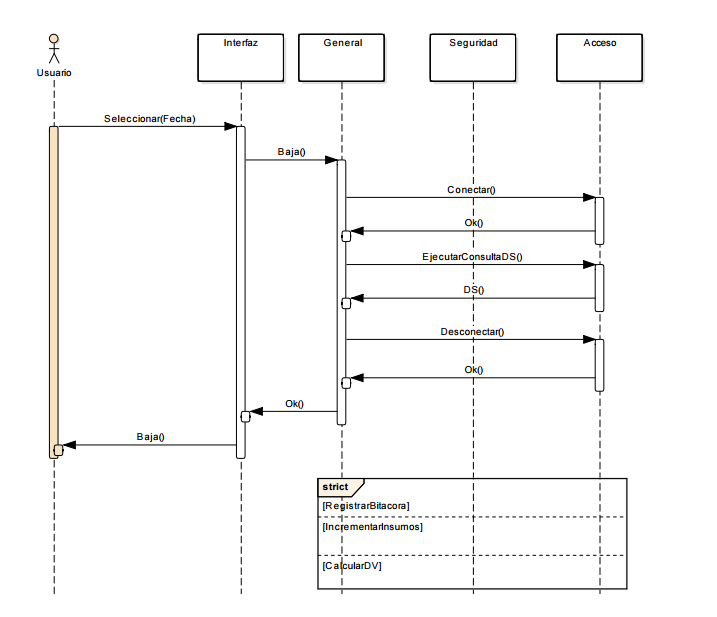 Usuario
Interfaz
General
Seguridad
Acceso
Seleccionar(Fecha)
Baja()
Conectar()
Ok()
EjecutarConsultaDS()
DS()
Desconectar()
Ok()
Ok()
Baja()
strict
[RegistrarBitacora]
[IncrementarInsumos]
[CalcularDV]